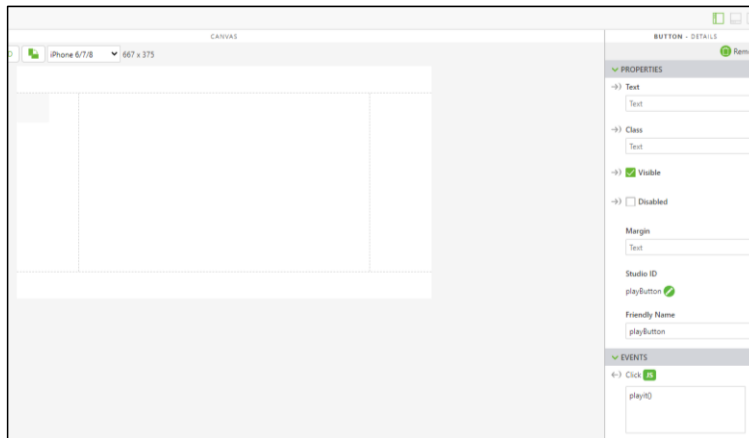 CANVAS
BUTTON - DETAILS
iPhone 6/7/8
667 x 375
PROPERTIES
Text
Text
Class
Text
Visible
Disabled
Margin
Text
Studio ID
playButton
Friendly Name
playButton
EVENTS
Click JS
playit()